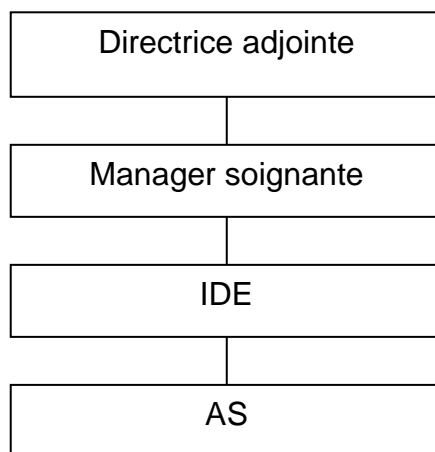 Directrice adjointe
Manager soignante
IDE
AS